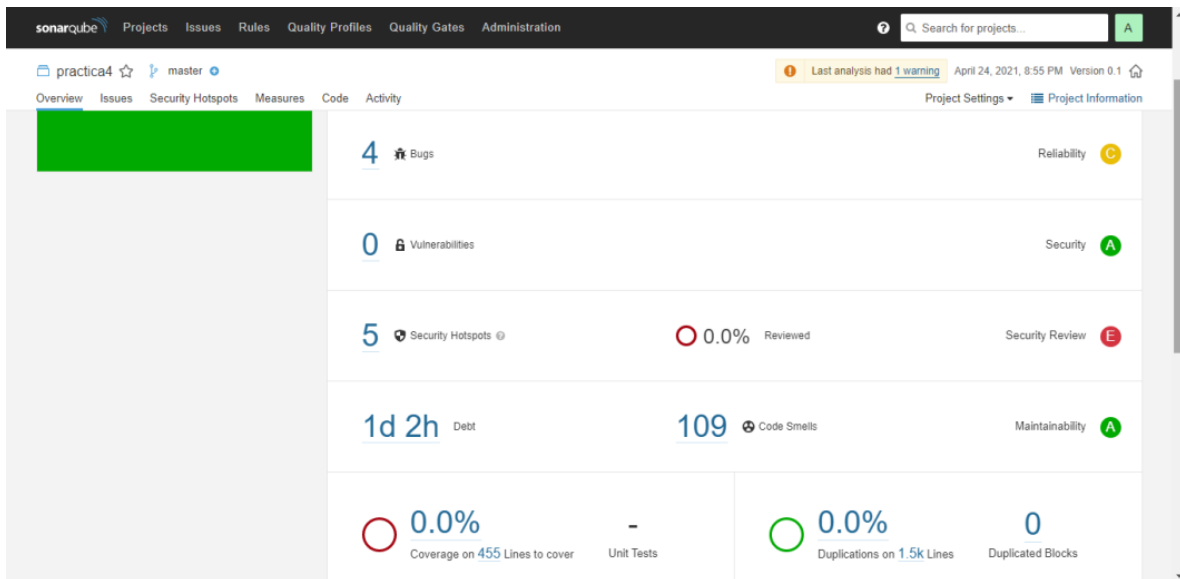 sonarqube Projects Issues Rules Quality Profiles Quality Gates Administration Search for projects... A
practica4 master Last analysis had 1 warning April 24, 2021, 8:55 PM Version 0.1
Overview Issues Security Hotspots Measures Code Activity Project Settings Project Information
4 Bugs Reliability C
0 Vulnerabilities Security A
5 Security Hotspots 0.0% Reviewed Security Review E
1d 2h Debt 109 Code Smells Maintainability A
0.0% - 0.0% 0
Coverage on 455 Lines to cover Unit Tests Duplications on 1.5k Lines Duplicated Blocks